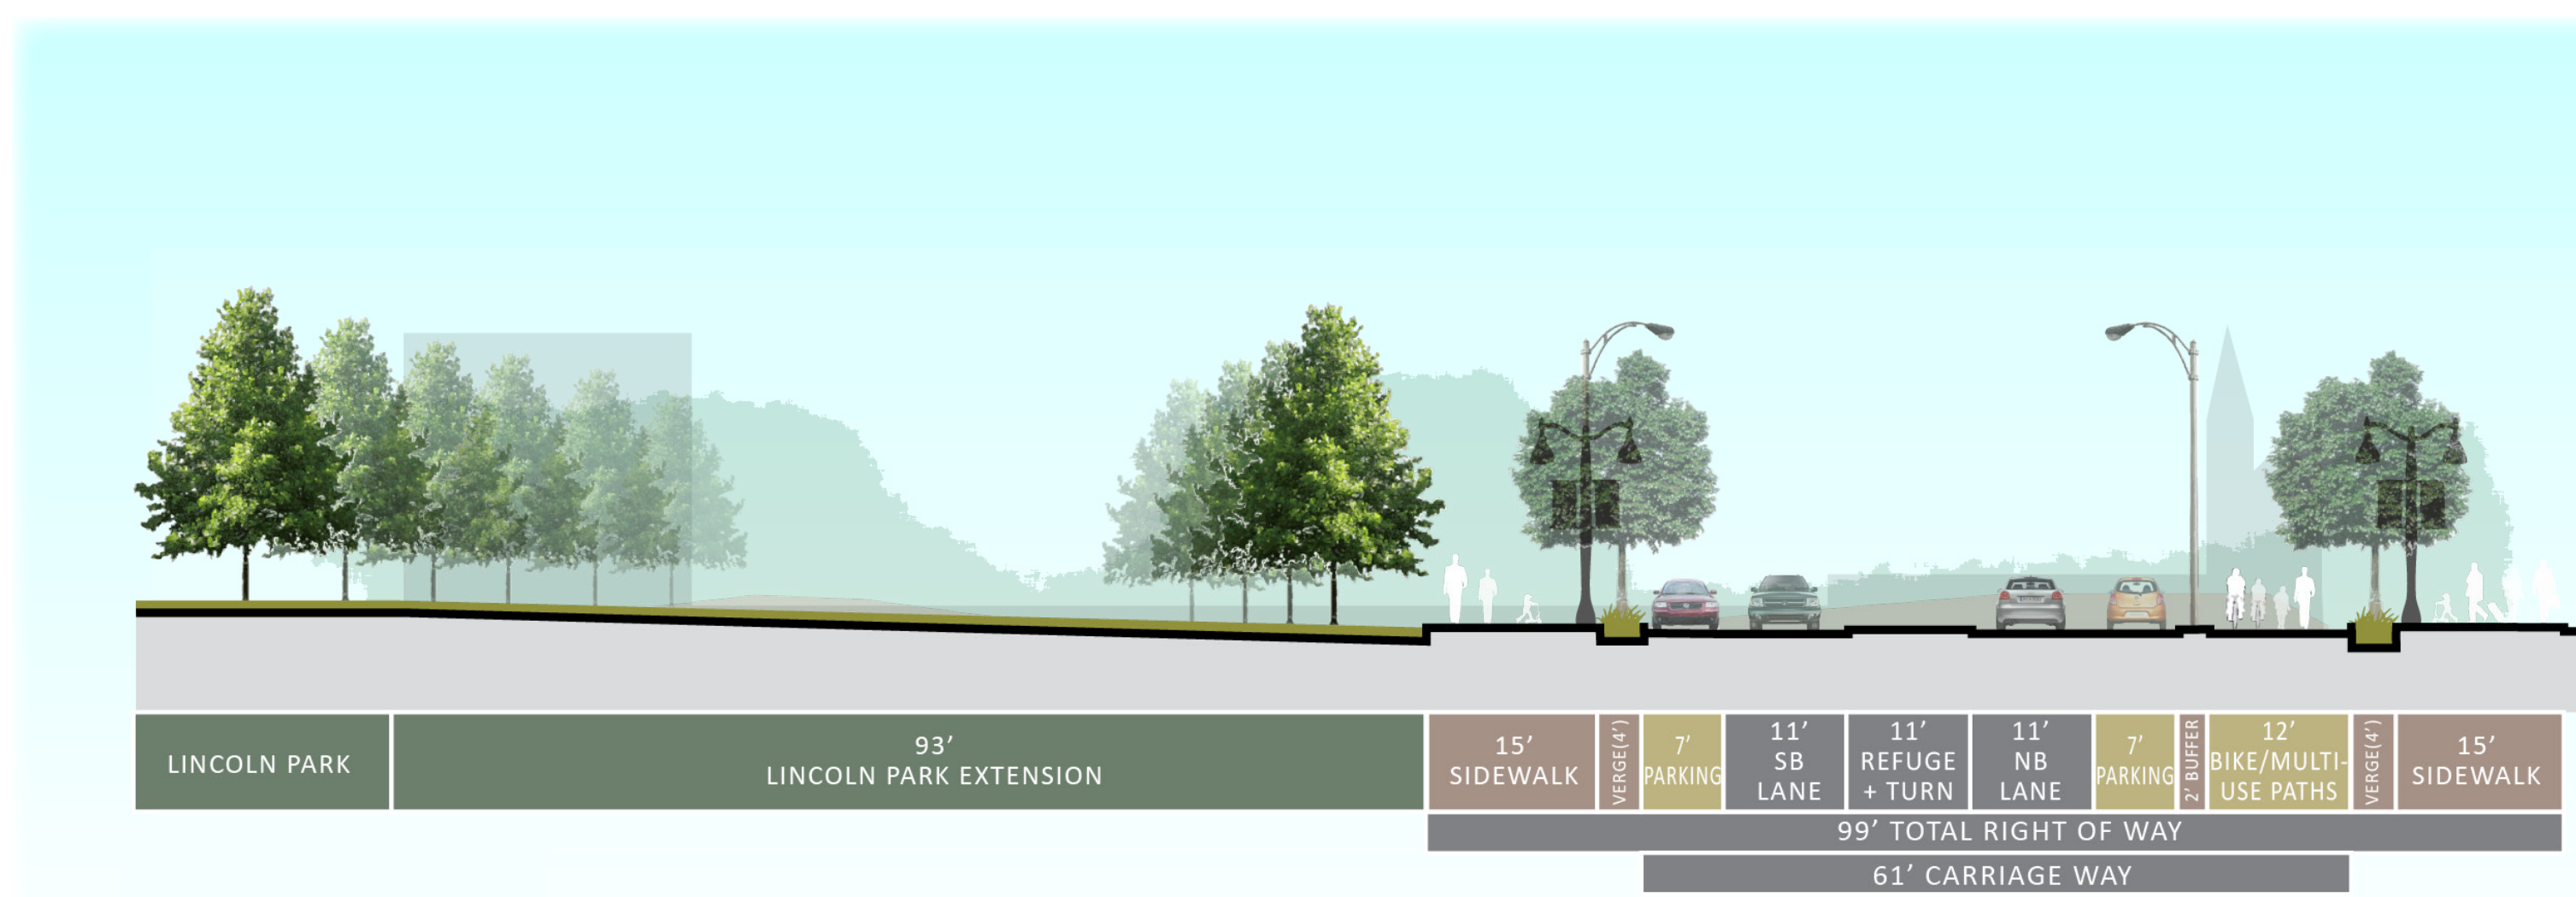 LINCOLN PARK
93’
LINCOLN PARK EXTENSION
15’
SIDEWALK
VERGE(4’)
7’
PARKING
11’
SB
LANE
11’
REFUGE
+ TURN
11’
NB
LANE
7’
PARKING
2’ BUFFER
12’
BIKE/MULTI-
USE PATHS
VERGE(4’)
15’
SIDEWALK
99’ TOTAL RIGHT OF WAY
61’ CARRIAGE WAY